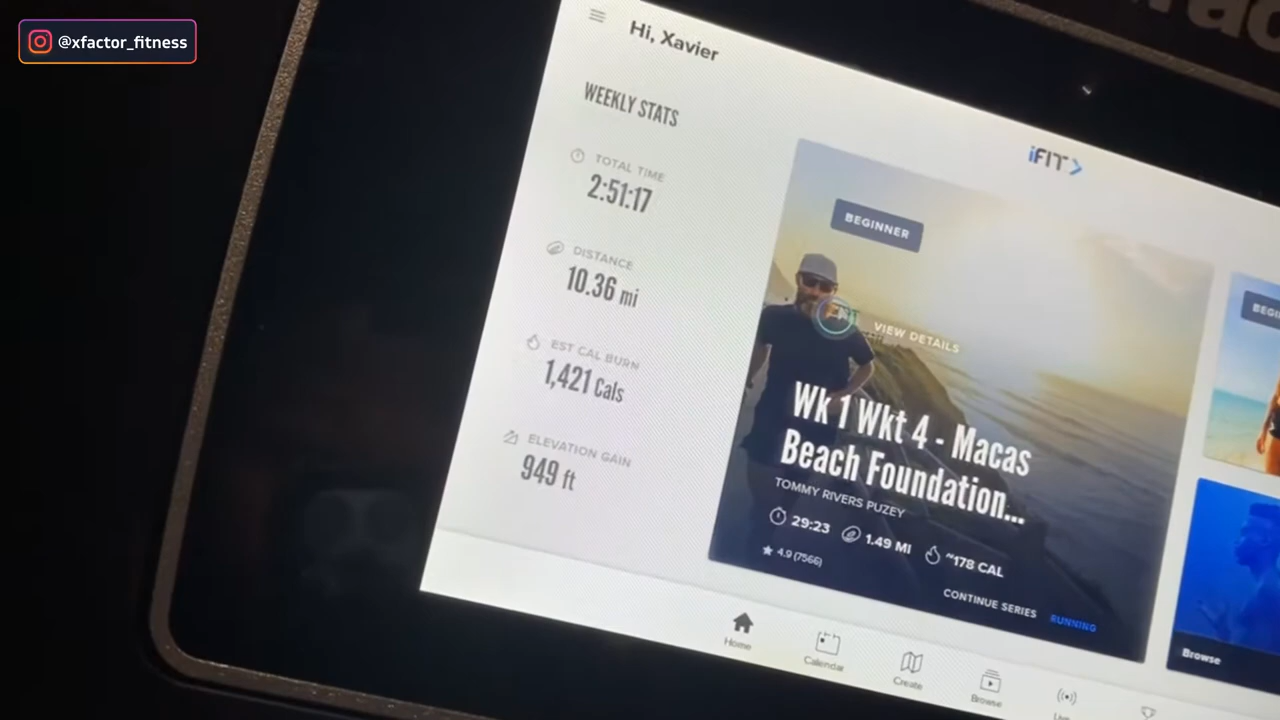 @xfactor_fitness
Hi, Xavier
WEEKLY STATS
TOTAL TIME
2:51:17
DISTANCE
10.36 mi
EST CAL BURN
1,421 Cals
ELEVATION GAIN
949 ft
iFIT
BEGINNER
VIEW DETAILS
Wk 1 Wkt 4 - Macas
Beach Foundation...
TOMMY RIVERS PUZEY
29:23 1.49 MI ~178 CAL
4.9 (7566)
CONTINUE SERIES RUNNING
Browse
Home
Calendar
Create
Browse